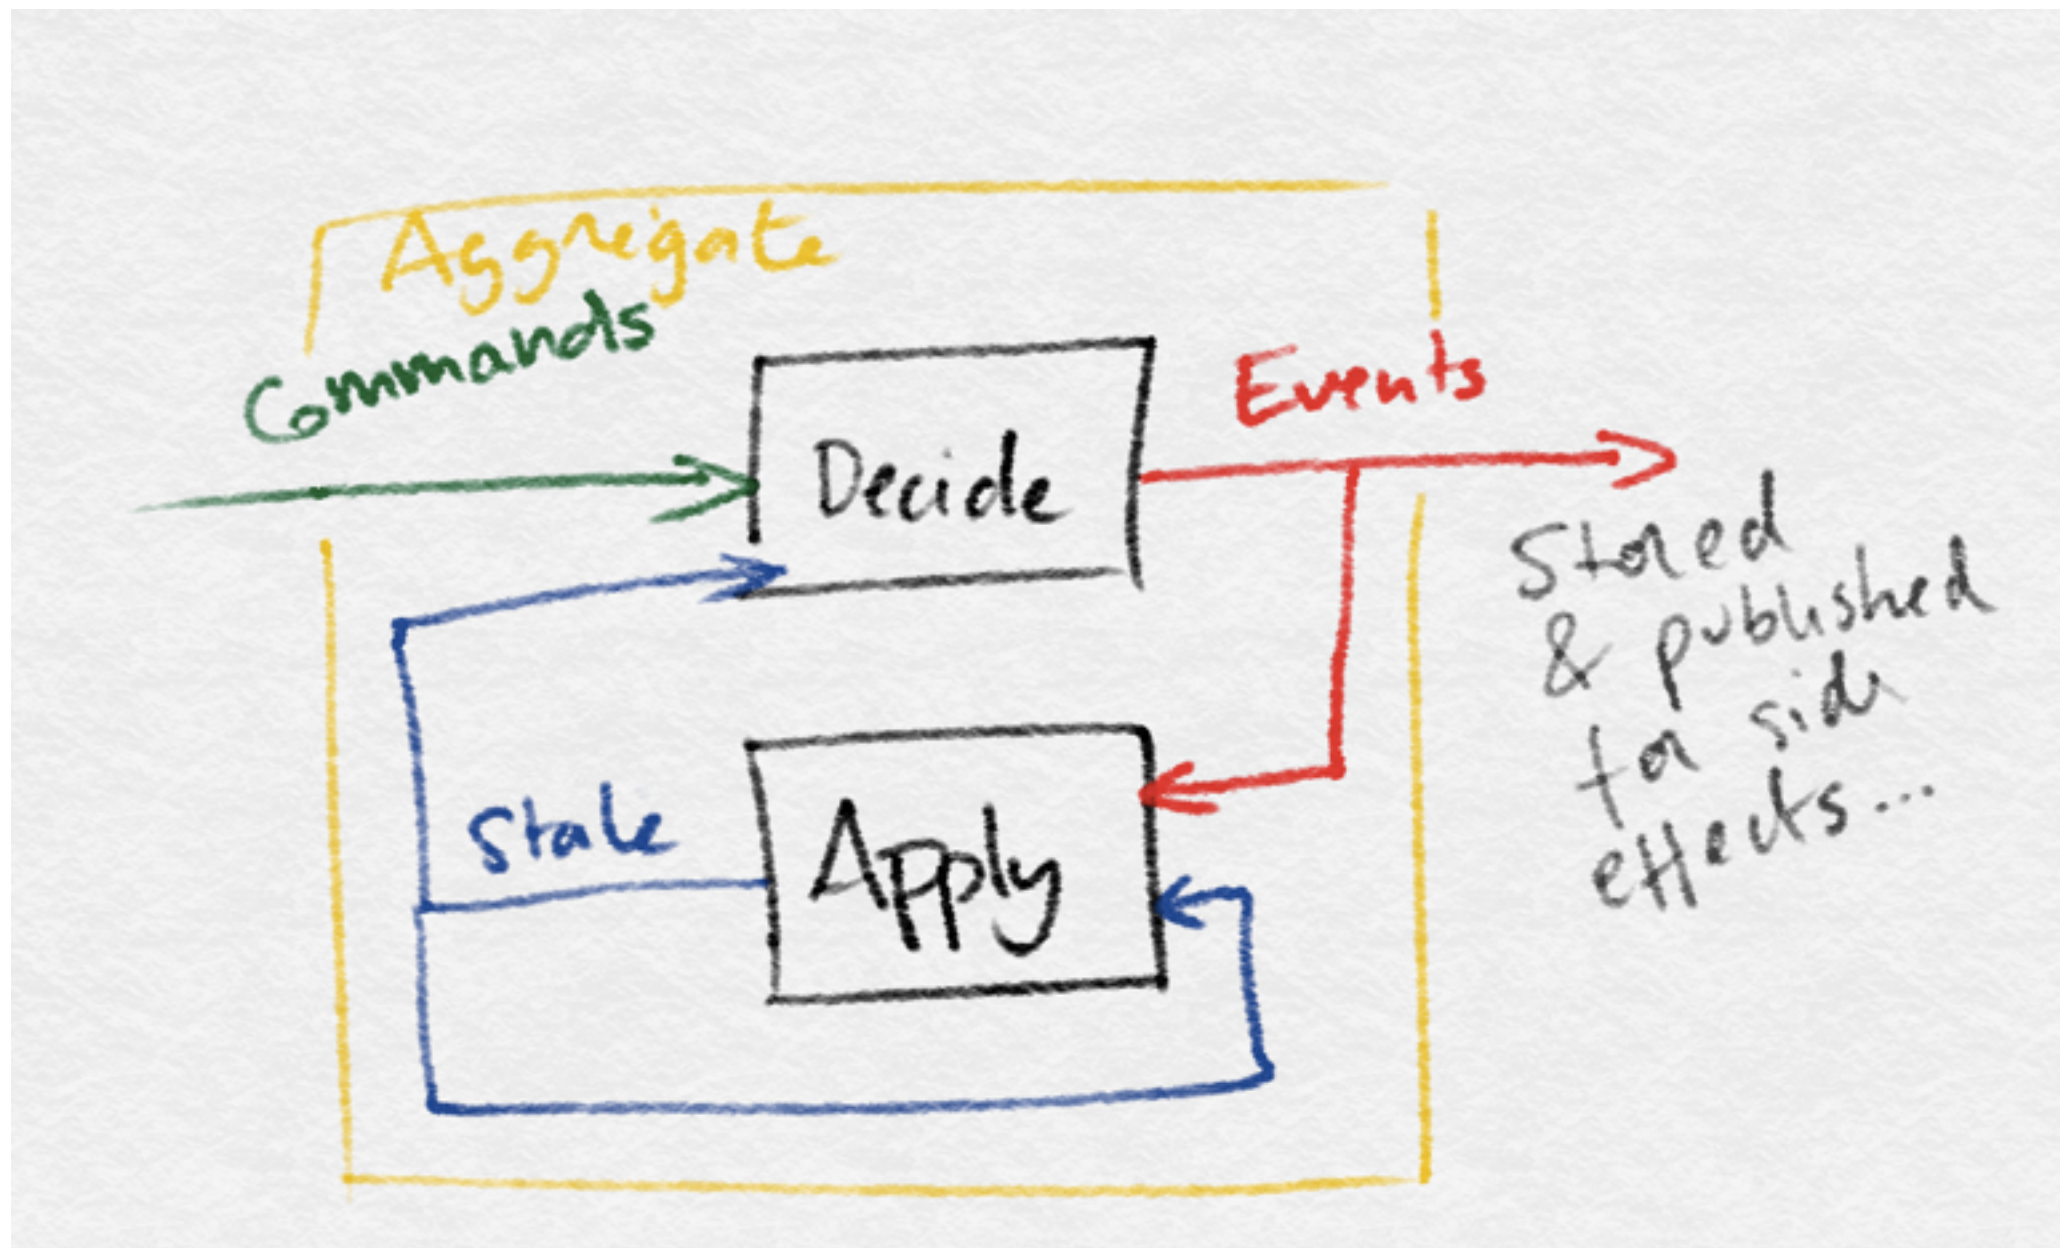 Aggregate
Commands
Events
Decide
Stored
& published
for side
effects...
State
Apply